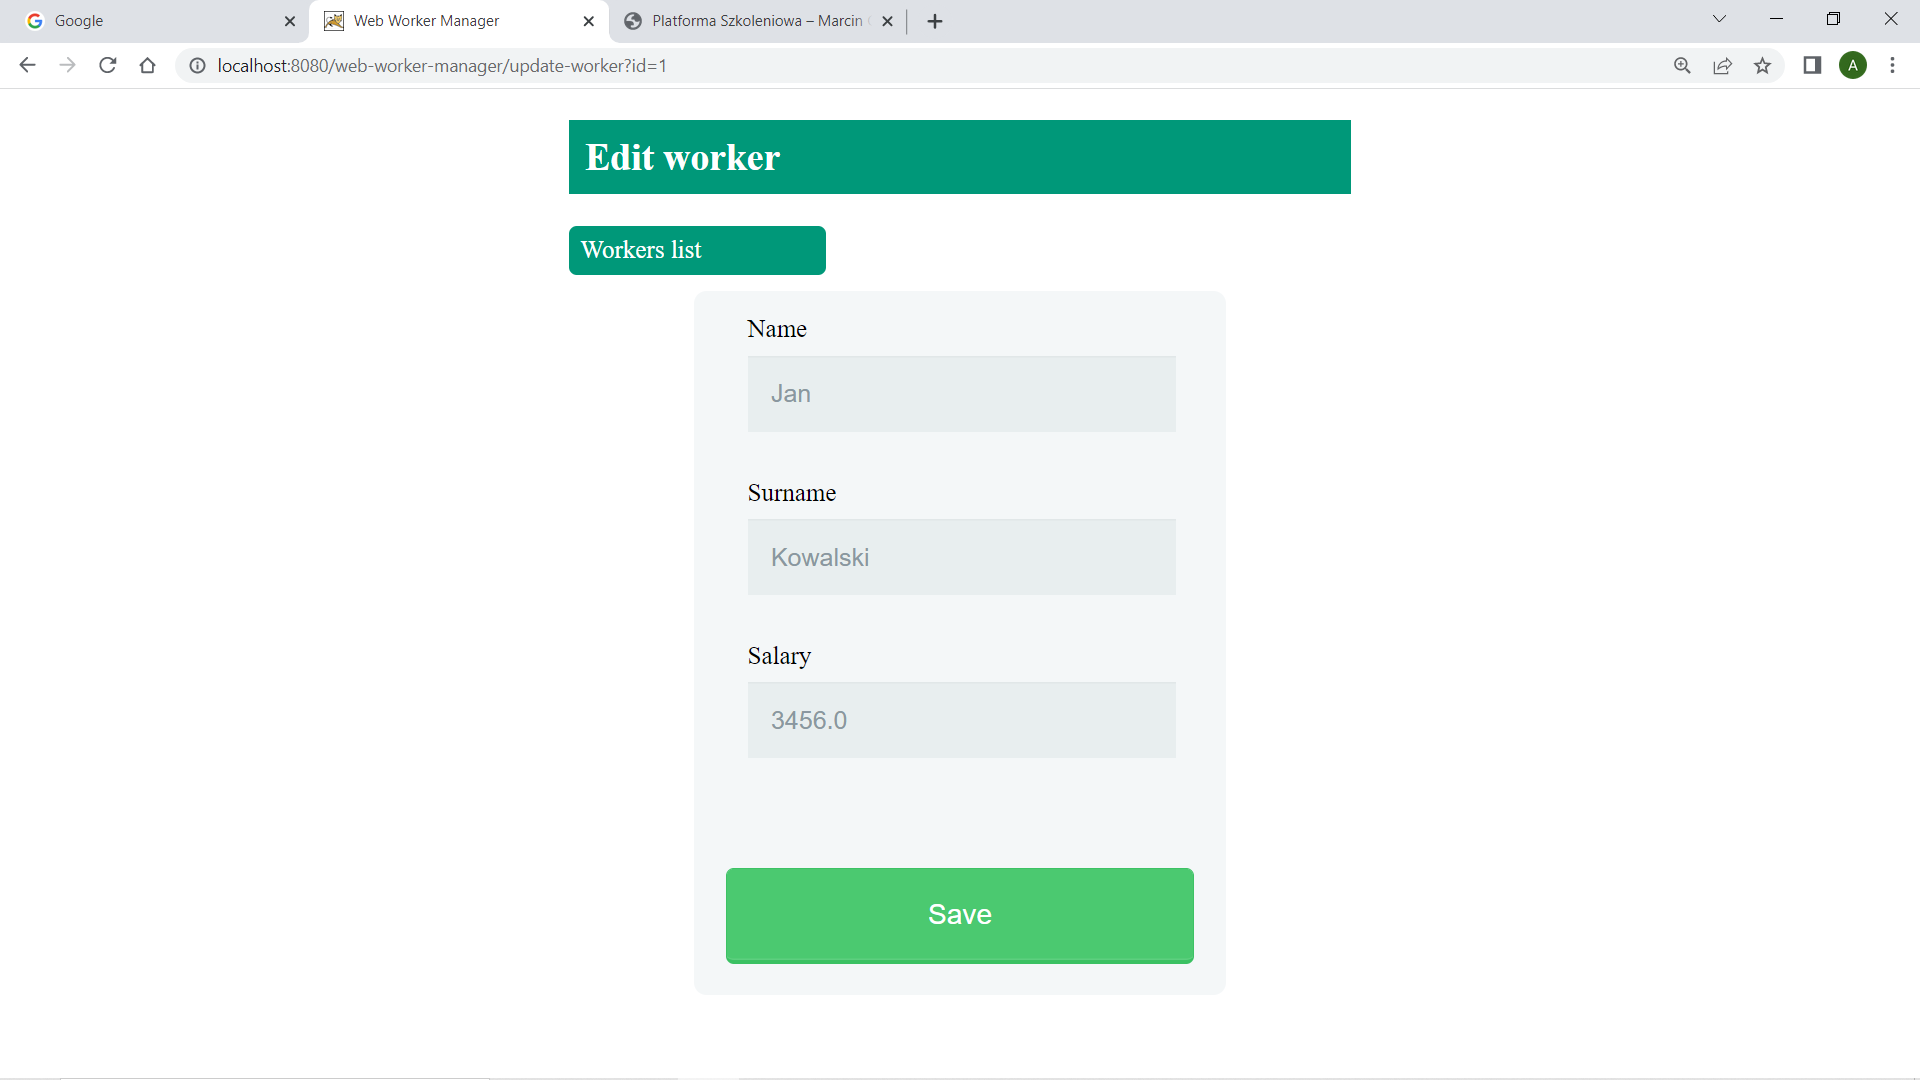 Google
Web Worker Manager
Platforma Szkoleniowa – Marcin
localhost:8080/web-worker-manager/update-worker?id=1
A
Edit worker
Workers list
Name
Jan
Surname
Kowalski
Salary
3456.0
Save